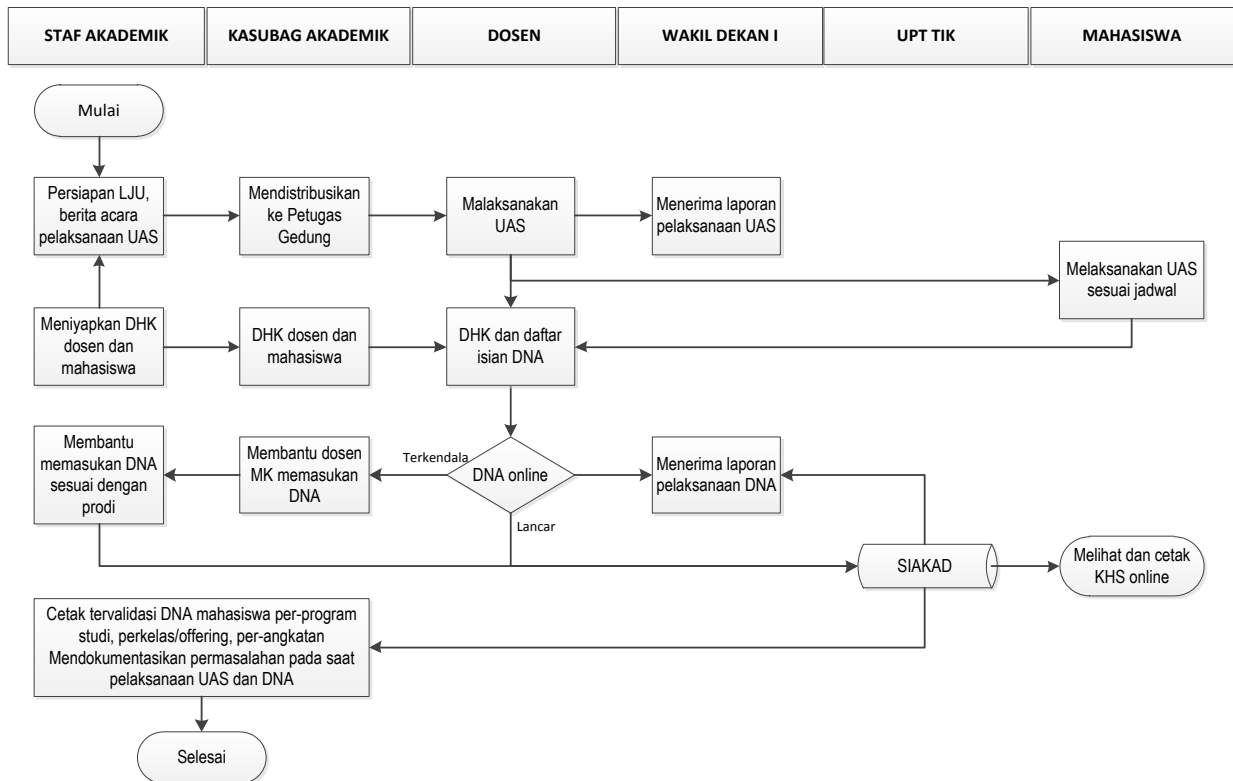 STAF AKADEMIK
KASUBAG AKADEMIK
DOSEN
WAKIL DEKAN I
UPT TIK
MAHASISWA
Mulai
Persiapan LJU,
berita acara
pelaksanaan UAS
Mendistribusikan
ke Petugas
Gedung
Malaksanakan
UAS
Menerima laporan
pelaksanaan UAS
Melaksanakan UAS
sesuai jadwal
Meniyapkan DHK
dosen dan
mahasiswa
DHK dosen dan
mahasiswa
DHK dan daftar
isian DNA
Membantu
memasukan DNA
sesuai dengan
prodi
Membantu dosen
MK memasukan
DNA
Terkendala
DNA online
Menerima laporan
pelaksanaan DNA
Lancar
SIAKAD
Melihat dan cetak
KHS online
Cetak tervalidasi DNA mahasiswa per-program
studi, perkelas/offering, per-angkatan
Mendokumentasikan permasalahan pada saat
pelaksanaan UAS dan DNA
Selesai